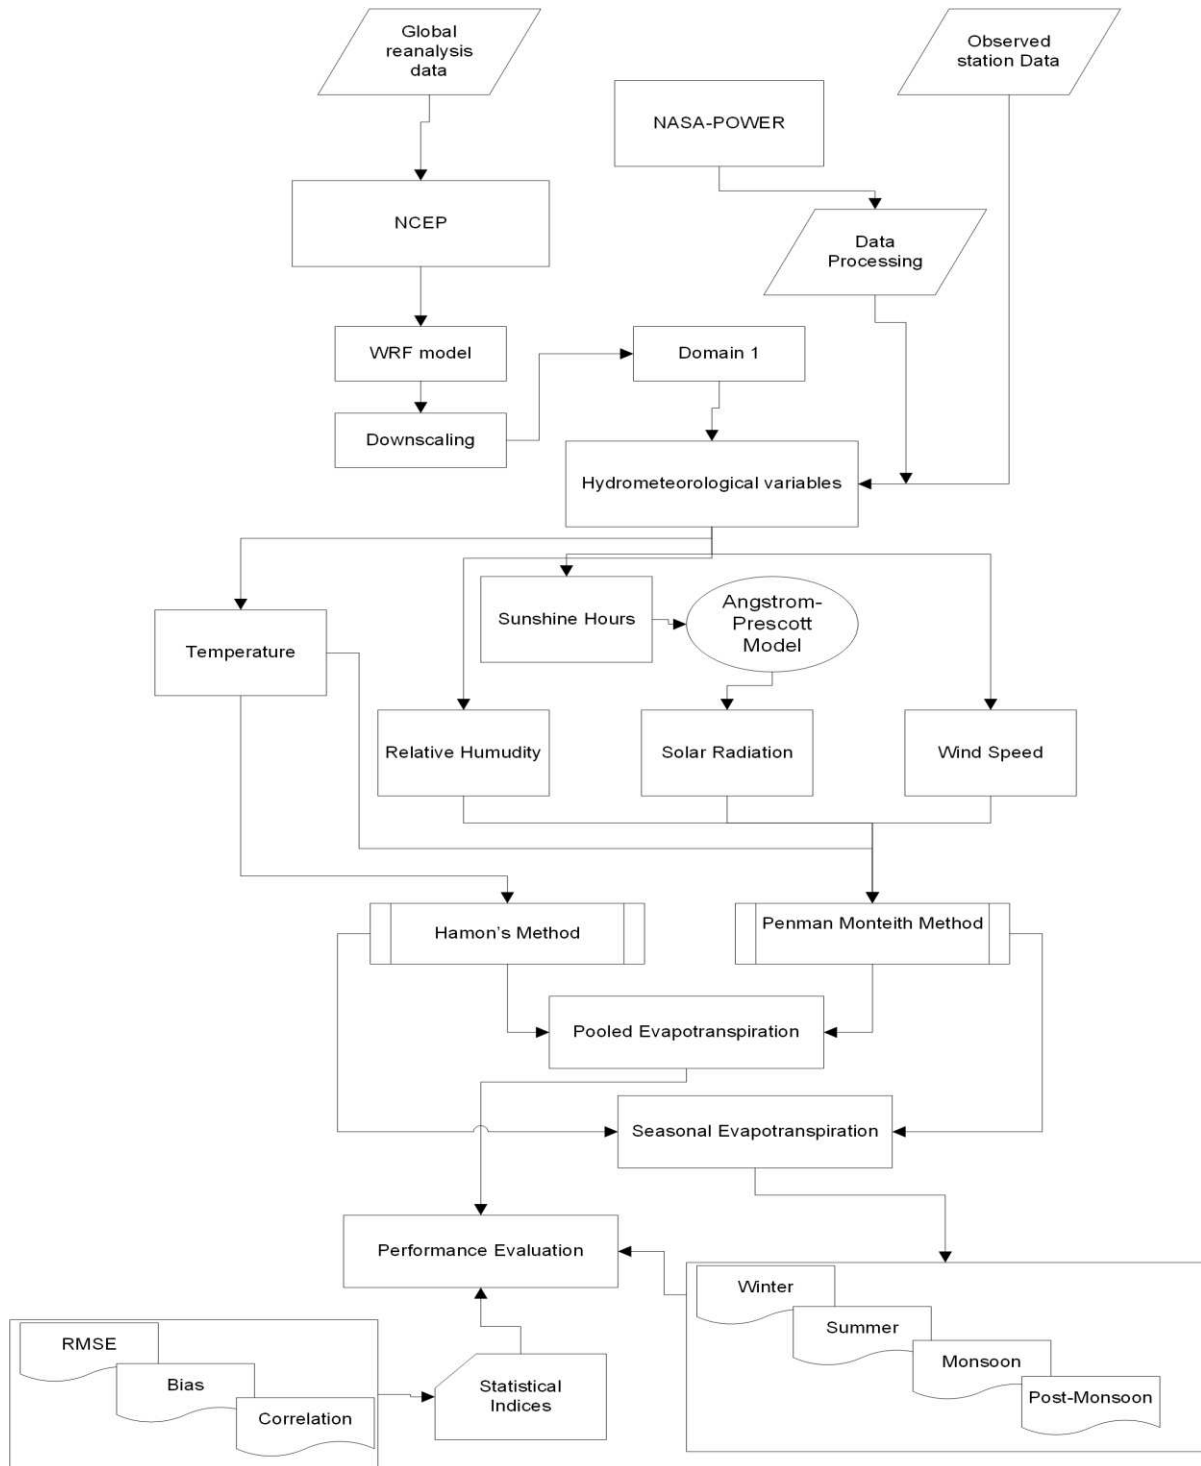 Global
reanalysis
data
Observed
station Data
NASA-POWER
NCEP
Data
Processing
WRF model
Domain 1
Downscaling
Hydrometeorological variables
Sunshine Hours
Angstrom-
Prescott
Model
Temperature
Relative Humudity
Solar Radiation
Wind Speed
Hamon's Method
Penman Monteith Method
Pooled Evapotranspiration
Seasonal Evapotranspiration
Performance Evaluation
Winter
Summer
Monsoon
Post-Monsoon
RMSE
Bias
Correlation
Statistical
Indices